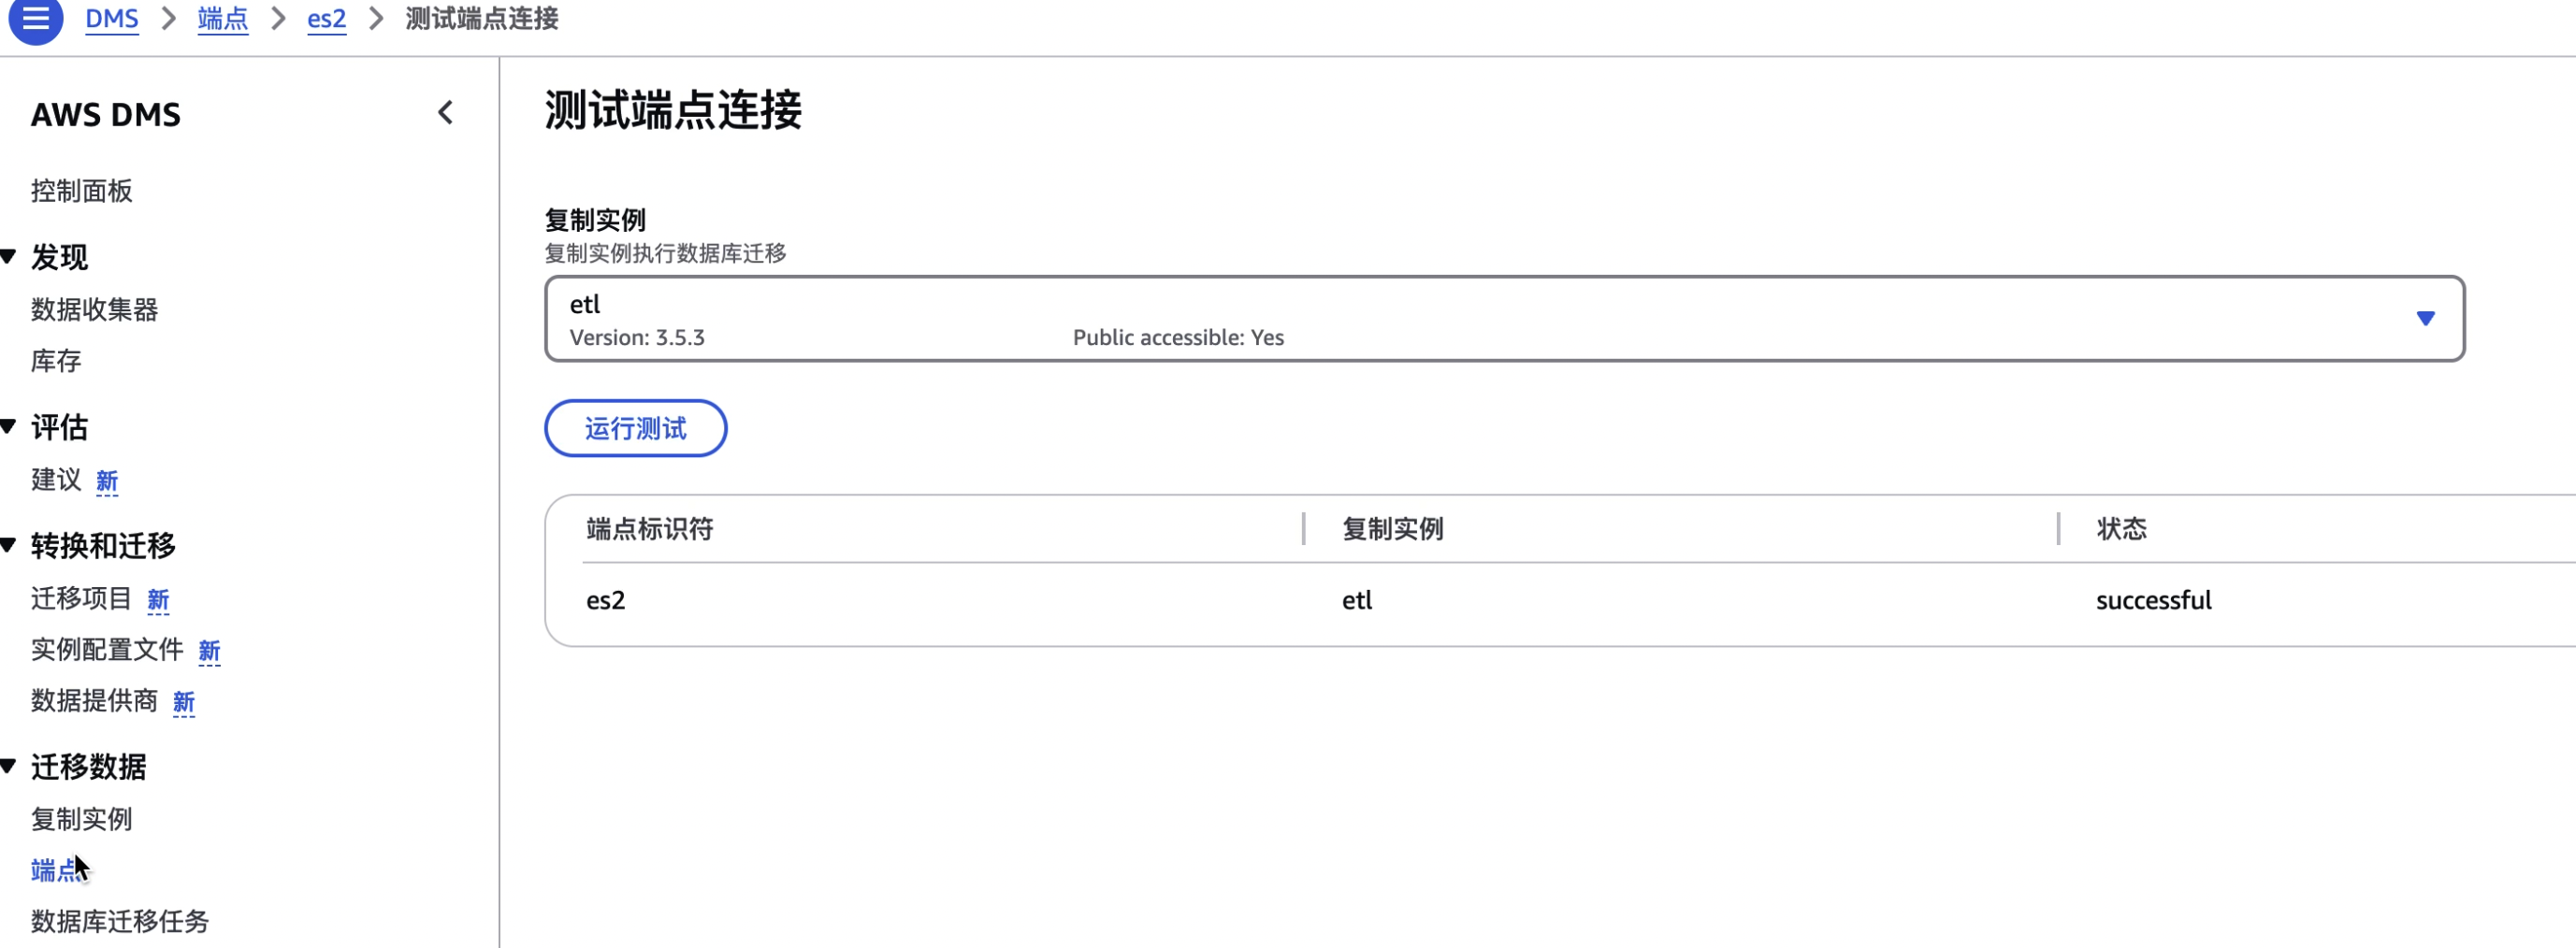 DMS > 端点 > es2 > 测试端点连接
AWS DMS
控制面板
发现
数据收集器
库存
评估
建议 新
转换和迁移
迁移项目 新
实例配置文件 新
数据提供商 新
迁移数据
复制实例
端点
数据库迁移任务
测试端点连接
复制实例
复制实例执行数据库迁移
etl
Version: 3.5.3 Public accessible: Yes
运行测试
端点标识符 复制实例 状态
es2 etl successful